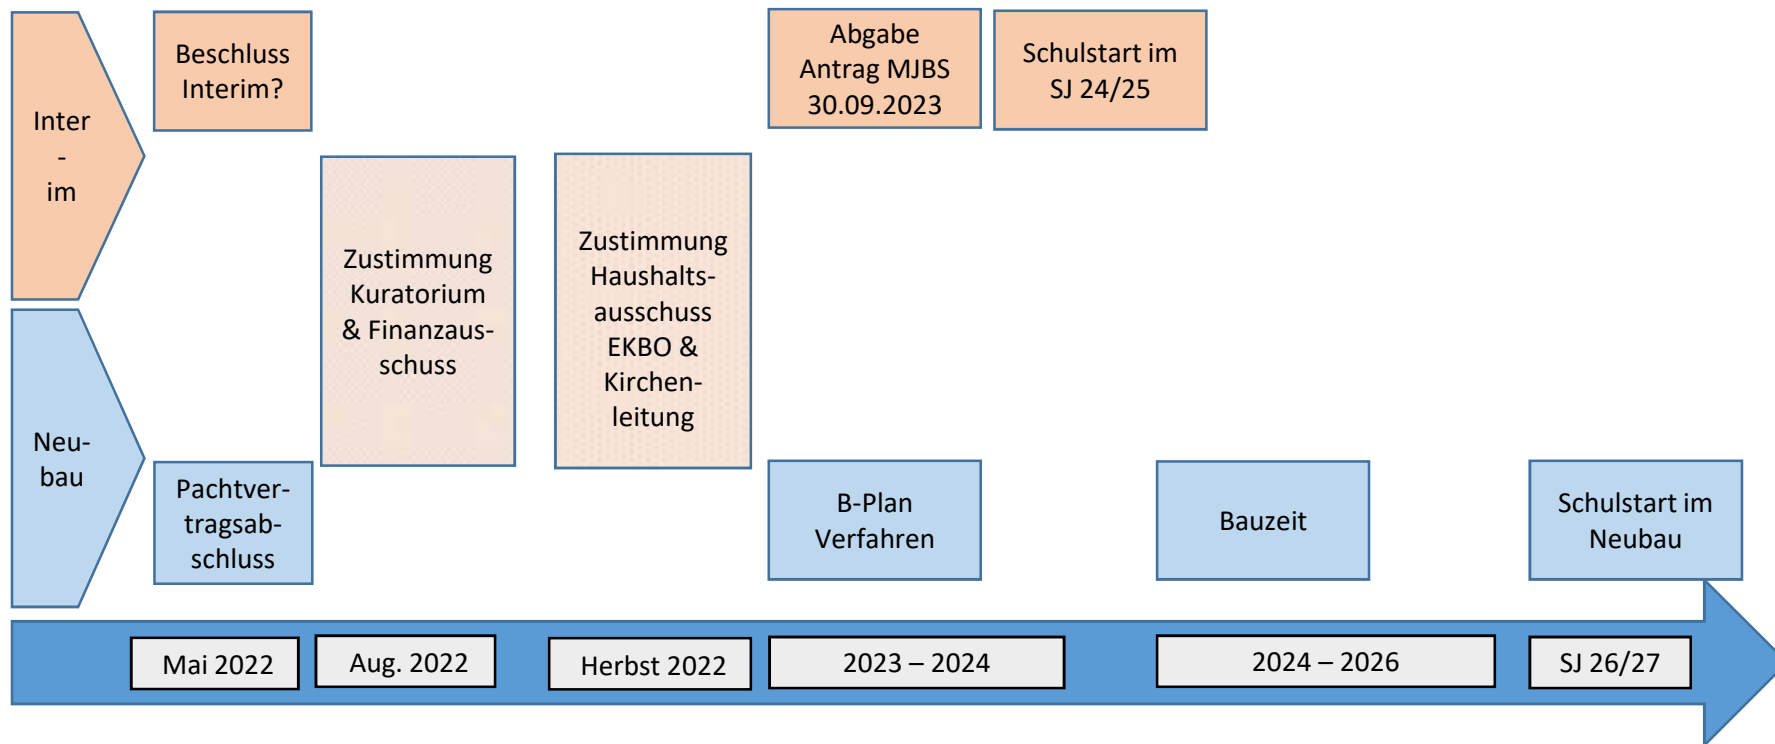 Beschluss
Interim?
Abgabe
Antrag MJBS
30.09.2023
Schulstart im
SJ 24/25
Inter
-
im
Zustimmung
Kuratorium
& Finanzaus-
schuss
Zustimmung
Haushalts-
ausschuss
EKBO &
Kirchen-
leitung
Neu-
bau
Pachtver-
tragsab-
schluss
B-Plan
Verfahren
Bauzeit
Schulstart im
Neubau
Mai 2022
Aug. 2022
Herbst 2022
2023 – 2024
2024 – 2026
SJ 26/27